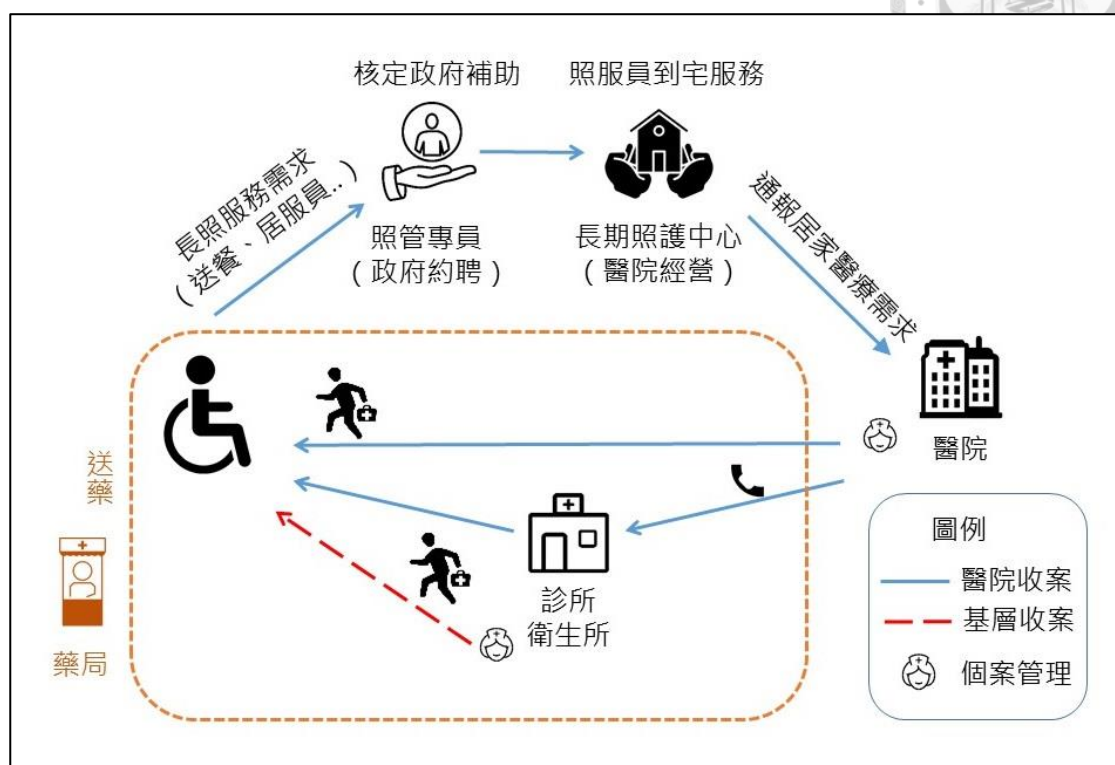 核定政府補助
照服員到宅服務
長照服務需求
（送餐、居服員..）
照管專員
（政府約聘）
長期照護中心
（醫院經營）
通報居家醫療需求
醫院
送藥
藥局
診所
衛生所
圖例
醫院收案
基層收案
個案管理